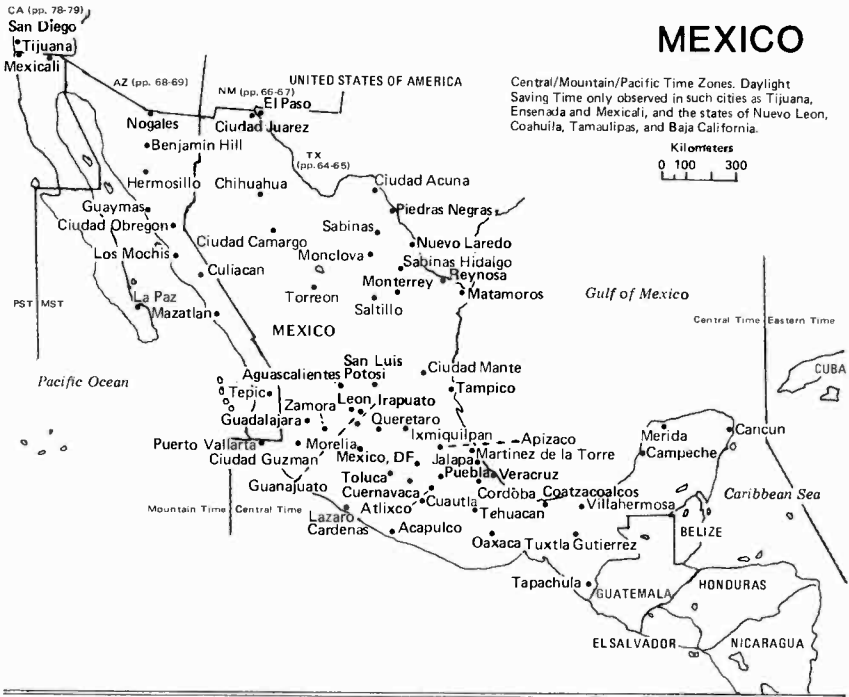 CA (pp. 78-79)
San Diego
Tijuana
Mexicali
MEXICO
AZ (pp. 68-69)
NM (pp. 66-67)
UNITED STATES OF AMERICA
Central/Mountain/Pacific Time Zones. Daylight
Saving Time only observed in such cities as Tijuana,
Ensenada and Mexicali, and the states of Nuevo Leon,
Coahuila, Tamaulipas, and Baja California.
El Paso
Nogales
Ciudad Juarez
Kilometers
0 100 300
Benjamin Hill
TX
(pp. 64-65)
Hermosillo
Chihuahua
Ciudad Acuna
Guaymas
Piedras Negras
Ciudad Obregon
Sabinas
Ciudad Camargo
Nuevo Laredo
Los Mochis
Monclova
Sabinas Hidalgo
Culiacan
Reynosa
Monterrey
PST
MST
La Paz
Torreon
Matamoros
Gulf of Mexico
Mazatlan
Saltillo
Central Time
Eastern Time
MEXICO
San Luis
Potosi
Ciudad Mante
CUBA
Pacific Ocean
Aguascalientes
Tepic
Tampico
Zamora
Leon
Irapuato
Guadalajara
Queretaro
Ixmiquilpan
Apizaco
Merida
Cancun
Puerto Vallarta
Morelia
Mexico, DF
Martinez de la Torre
Campeche
Ciudad Guzman
Jalapa
Toluca
Puebla
Veracruz
Guanajuato
Cuernavaca
Cordoba
Coatzacoalcos
Caribbean Sea
Mountain Time
Central Time
Atlixco
Cuautla
Tehuacan
Villahermosa
Lazaro
Cardenas
Acapulco
BELIZE
Oaxaca
Tuxtla Gutierrez
Tapachula
GUATEMALA
HONDURAS
EL SALVADOR
NICARAGUA